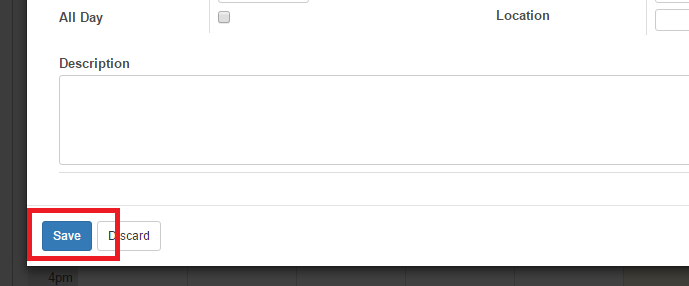 All Day
Location
Description
Save
Discard
4pm